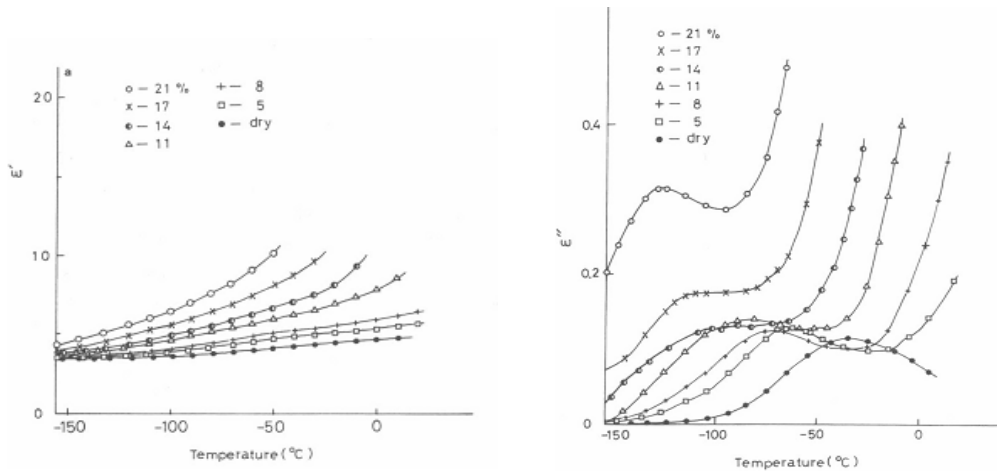 a
20
10
0
ε'
○ — 21 % + — 8
× — 17 □ — 5
◐ — 14 ● — dry
△ — 11
-150 -100 -50 0
Temperature (°C)
0,4
0,2
0
ε''
○ — 21 %
× — 17
◐ — 14
△ — 11
+ — 8
□ — 5
● — dry
-150 -100 -50 0
Temperature (°C)